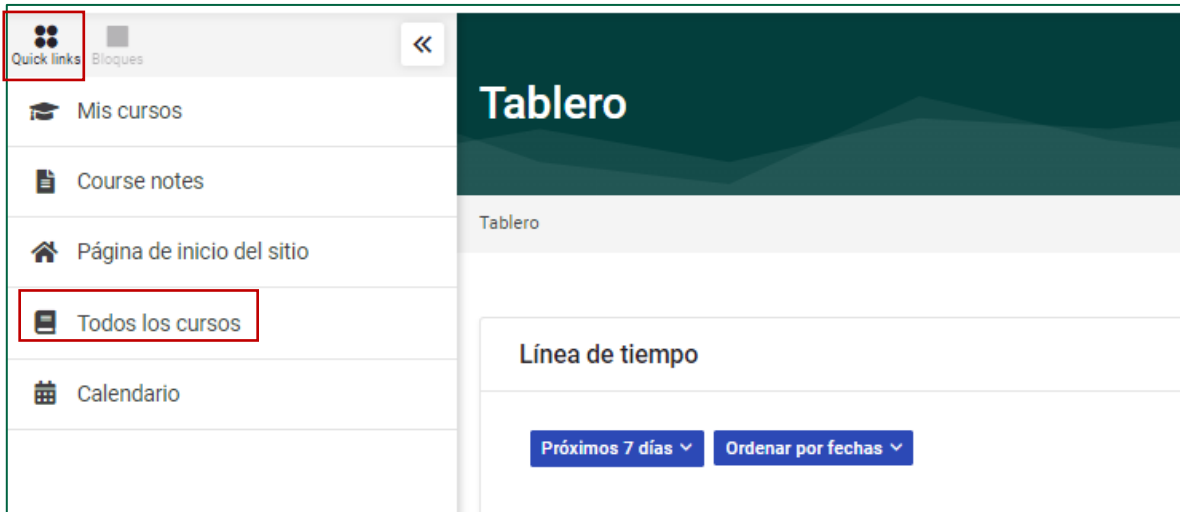 Quick links Bloques
Mis cursos
Course notes
Página de inicio del sitio
Todos los cursos
Calendario
Tablero
Tablero
Línea de tiempo
Próximos 7 días Ordenar por fechas